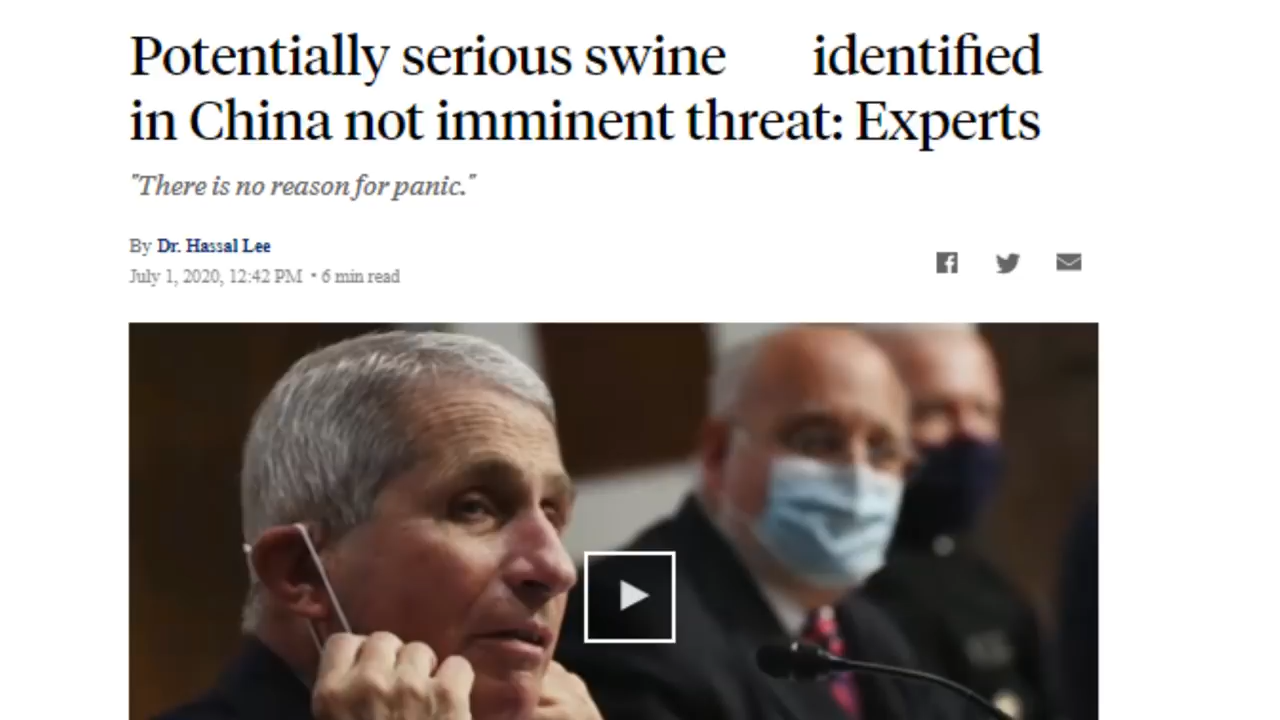 Potentially serious swine identified
in China not imminent threat: Experts
"There is no reason for panic."
By Dr. Hassal Lee
July 1, 2020, 12:42 PM • 6 min read